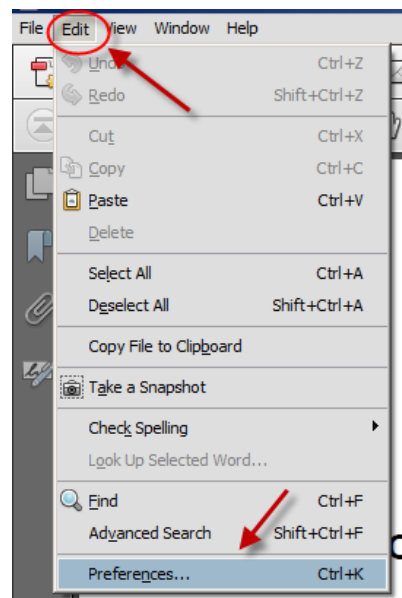 File Edit View Window Help
Undo Ctrl+Z
Redo Shift+Ctrl+Z
Cut Ctrl+X
Copy Ctrl+C
Paste Ctrl+V
Delete
Select All Ctrl+A
Deselect All Shift+Ctrl+A
Copy File to Clipboard
Take a Snapshot
Check Spelling
Look Up Selected Word...
Find Ctrl+F
Advanced Search Shift+Ctrl+F
Preferences... Ctrl+K